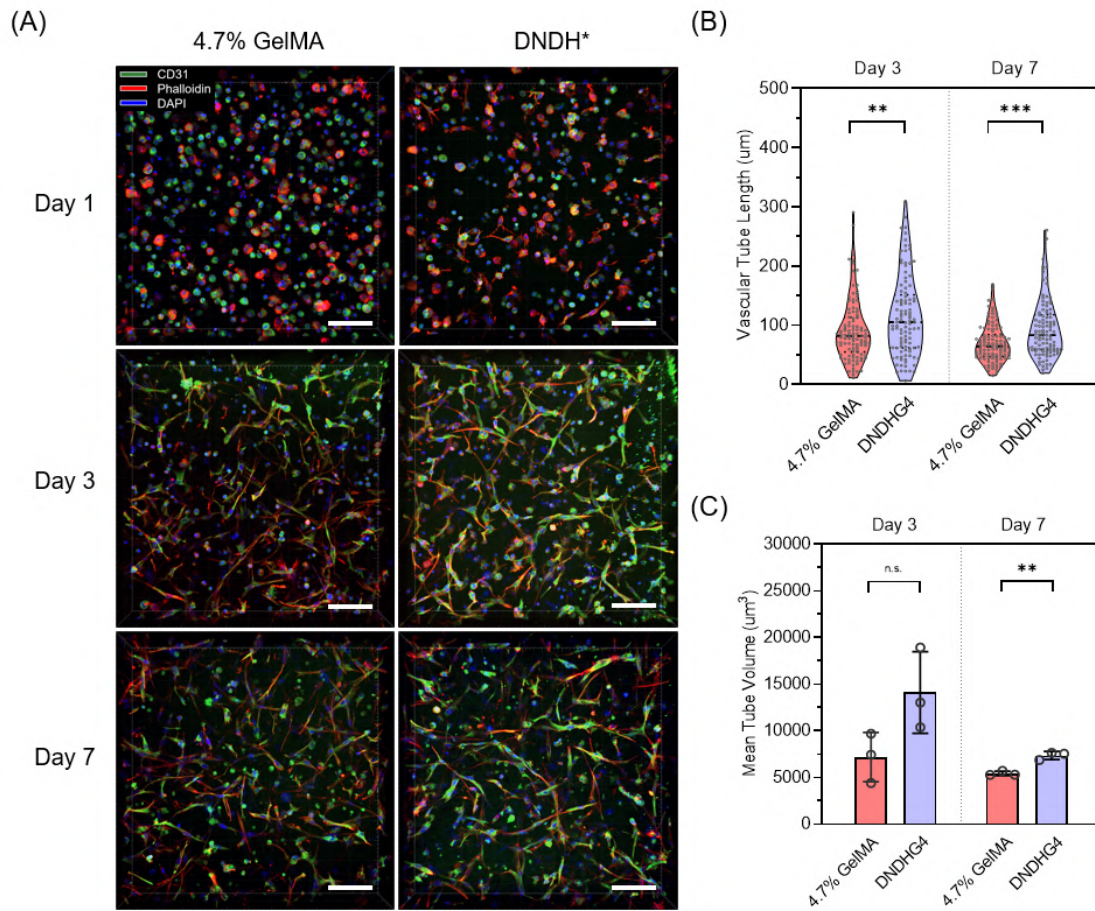 (A)
4.7% GelMA
DNDH*
CD31
Phalloidin
DAPI
Day 1
Day 3
Day 7
(B)
Day 3
Day 7
Vascular Tube Length (um)
500
400
300
200
100
0
**
***
4.7% GelMA
DNDHG4
4.7% GelMA
DNDHG4
(C)
Day 3
Day 7
Mean Tube Volume (um³)
30000
25000
20000
15000
10000
5000
0
n.s.
**
4.7% GelMA
DNDHG4
4.7% GelMA
DNDHG4